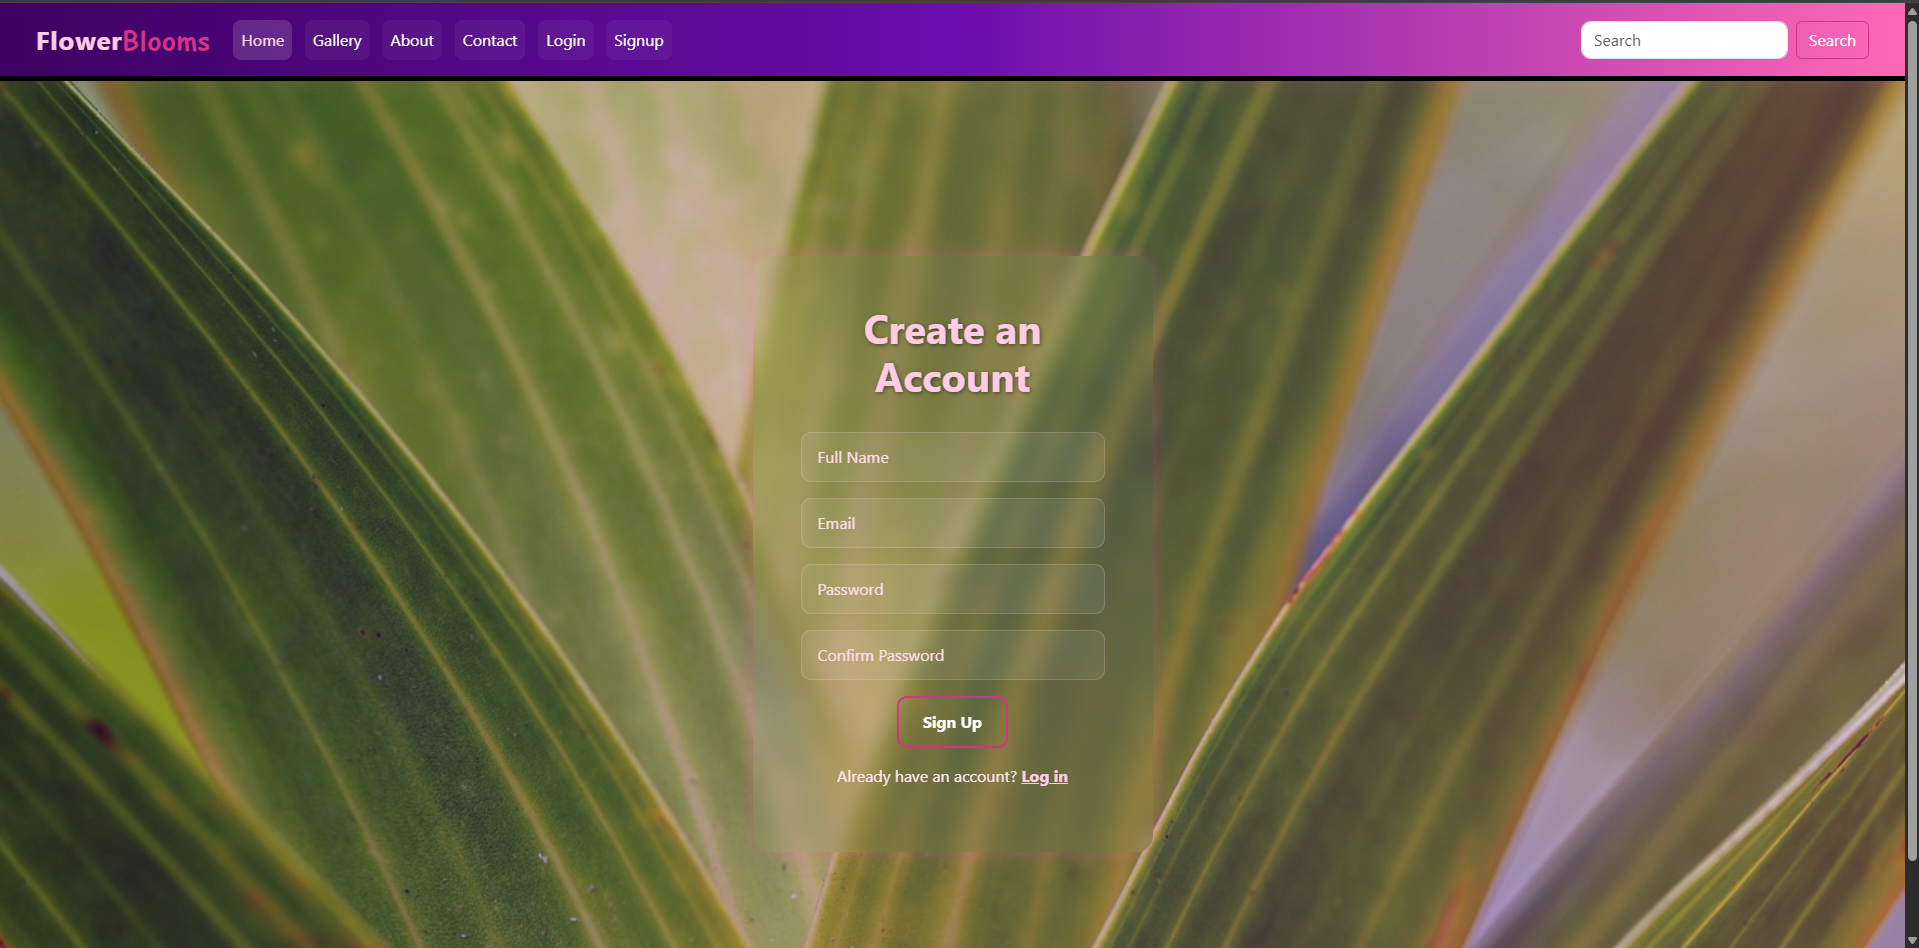 FlowerBlooms Home Gallery About Contact Login Signup Search Search
Create an
Account
Full Name
Email
Password
Confirm Password
Sign Up
Already have an account? Log in